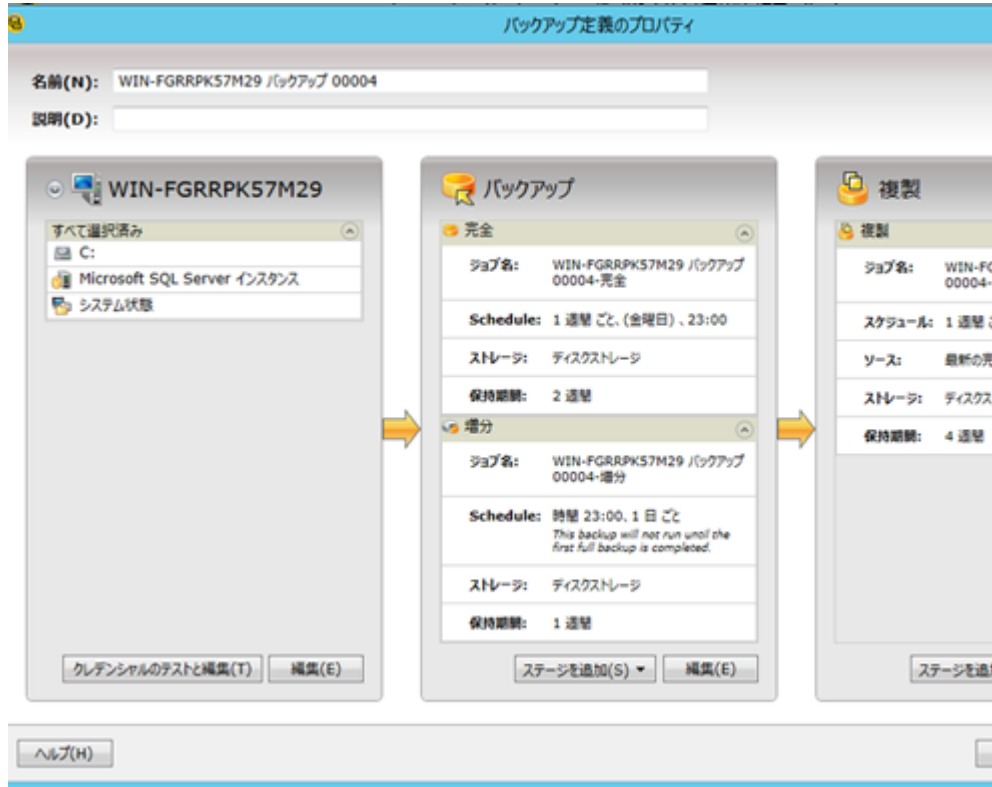 バックアップ定義のプロパティ
名前(N): WIN-FGRRPK57M29 バックアップ 00004
説明(D):
WIN-FGRRPK57M29
すべて選択済み
C:
Microsoft SQL Server インスタンス
システム状態
クレデンシャルのテストと編集(T) 編集(E)
バックアップ
完全
ジョブ名: WIN-FGRRPK57M29 バックアップ
00004-完全
Schedule: 1 週間 ごと、(金曜日) 、23:00
ストレージ: ディスクストレージ
保持期間: 2 週間
増分
ジョブ名: WIN-FGRRPK57M29 バックアップ
00004-増分
Schedule: 時間 23:00、1 日 ごと
This backup will not run until the
first full backup is completed.
ストレージ: ディスクストレージ
保持期間: 1 週間
ステージを追加(S) 編集(E)
複製
複製
ジョブ名: WIN-FG
00004-
スケジュール: 1 週間
ソース: 最新の完
ストレージ: ディスクス
保持期間: 4 週間
ステージを追
ヘルプ(H)